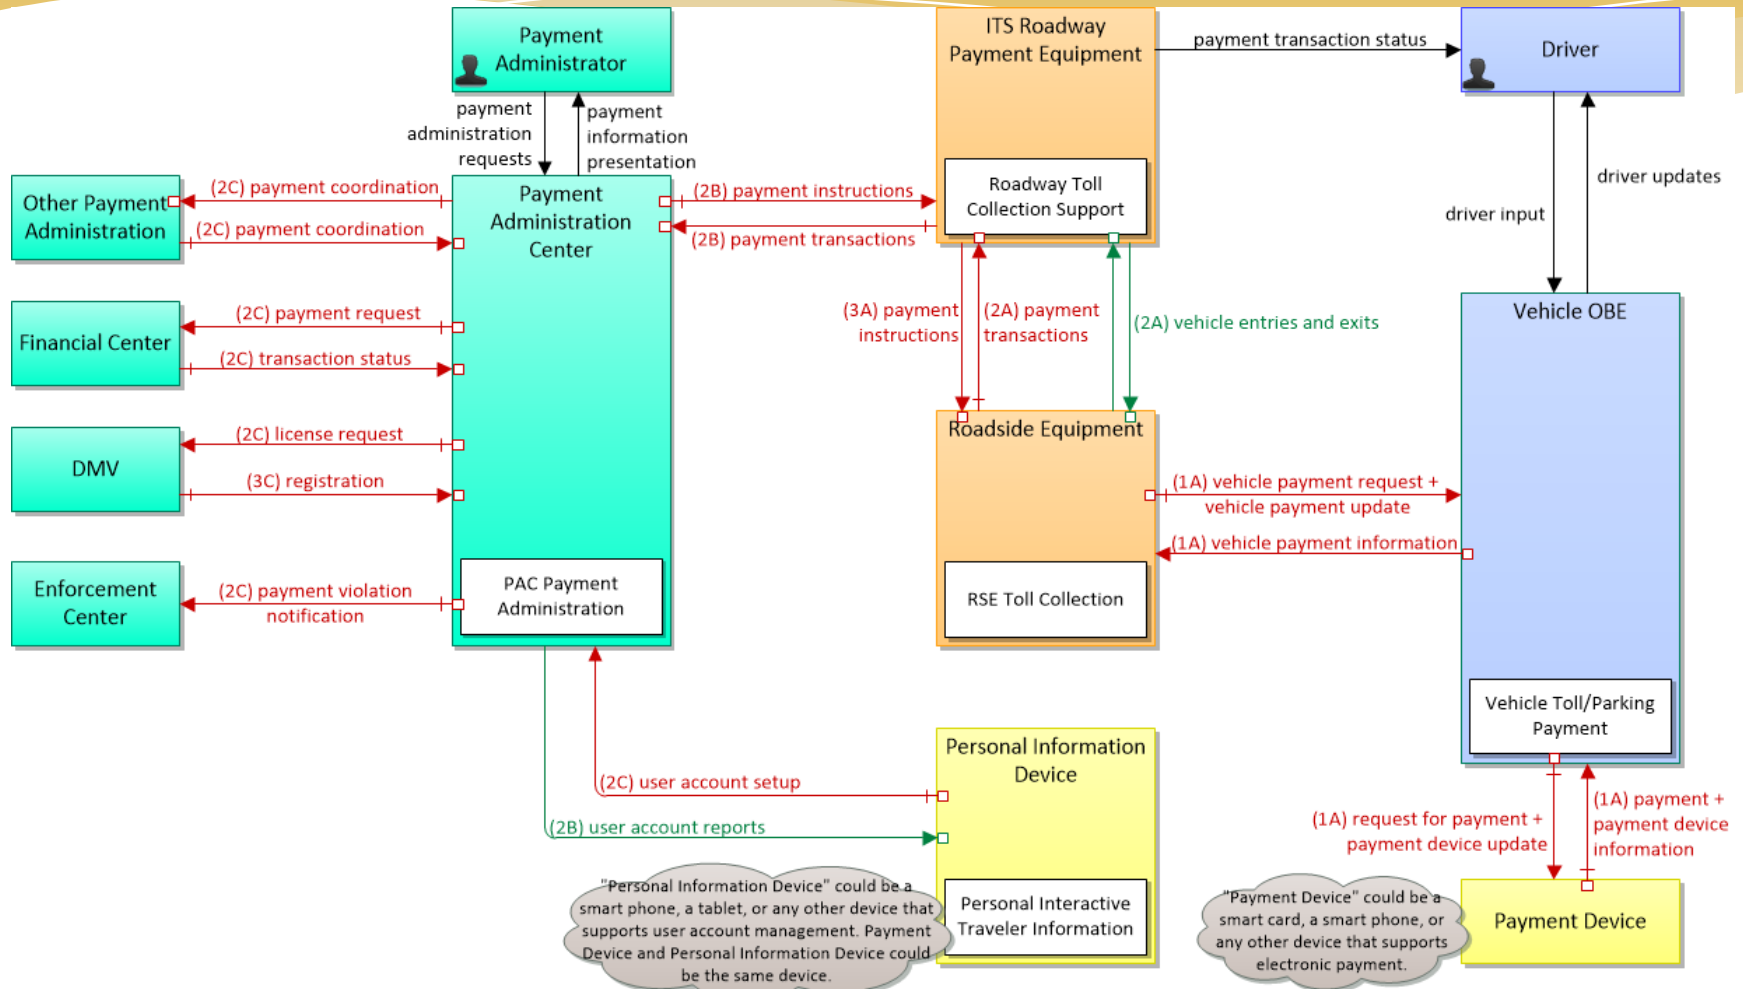 Payment
Administrator
ITS Roadway
Payment Equipment
payment transaction status
Driver
payment
administration
requests
payment
information
presentation
Other Payment
Administration
(2C) payment coordination
(2C) payment coordination
Payment
Administration
Center
(2B) payment instructions
(2B) payment transactions
Roadway Toll
Collection Support
driver updates
driver input
Financial Center
(2C) payment request
(2C) transaction status
(3A) payment
instructions
(2A) payment
transactions
(2A) vehicle entries and exits
Vehicle OBE
DMV
(2C) license request
(3C) registration
Roadside Equipment
(1A) vehicle payment request +
vehicle payment update
(1A) vehicle payment information
Enforcement
Center
(2C) payment violation
notification
PAC Payment
Administration
RSE Toll Collection
Vehicle Toll/Parking
Payment
Personal Information
Device
(2C) user account setup
(2B) user account reports
(1A) request for payment +
payment device update
(1A) payment +
payment device
information
"Personal Information Device" could be a
smart phone, a tablet, or any other device that
supports user account management. Payment
Device and Personal Information Device could
be the same device.
Personal Interactive
Traveler Information
"Payment Device" could be a
smart card, a smart phone, or
any other device that supports
electronic payment.
Payment Device